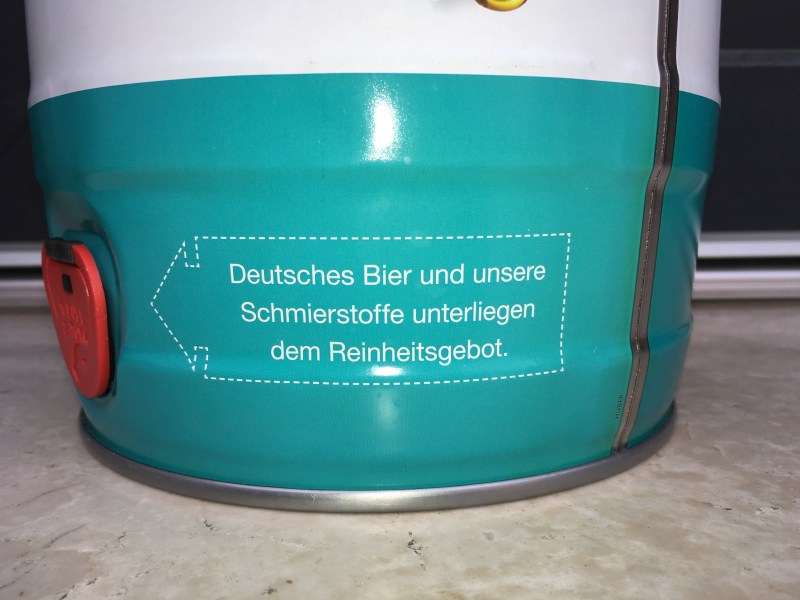 Deutsches Bier und unsere
Schmierstoffe unterliegen
dem Reinheitsgebot.